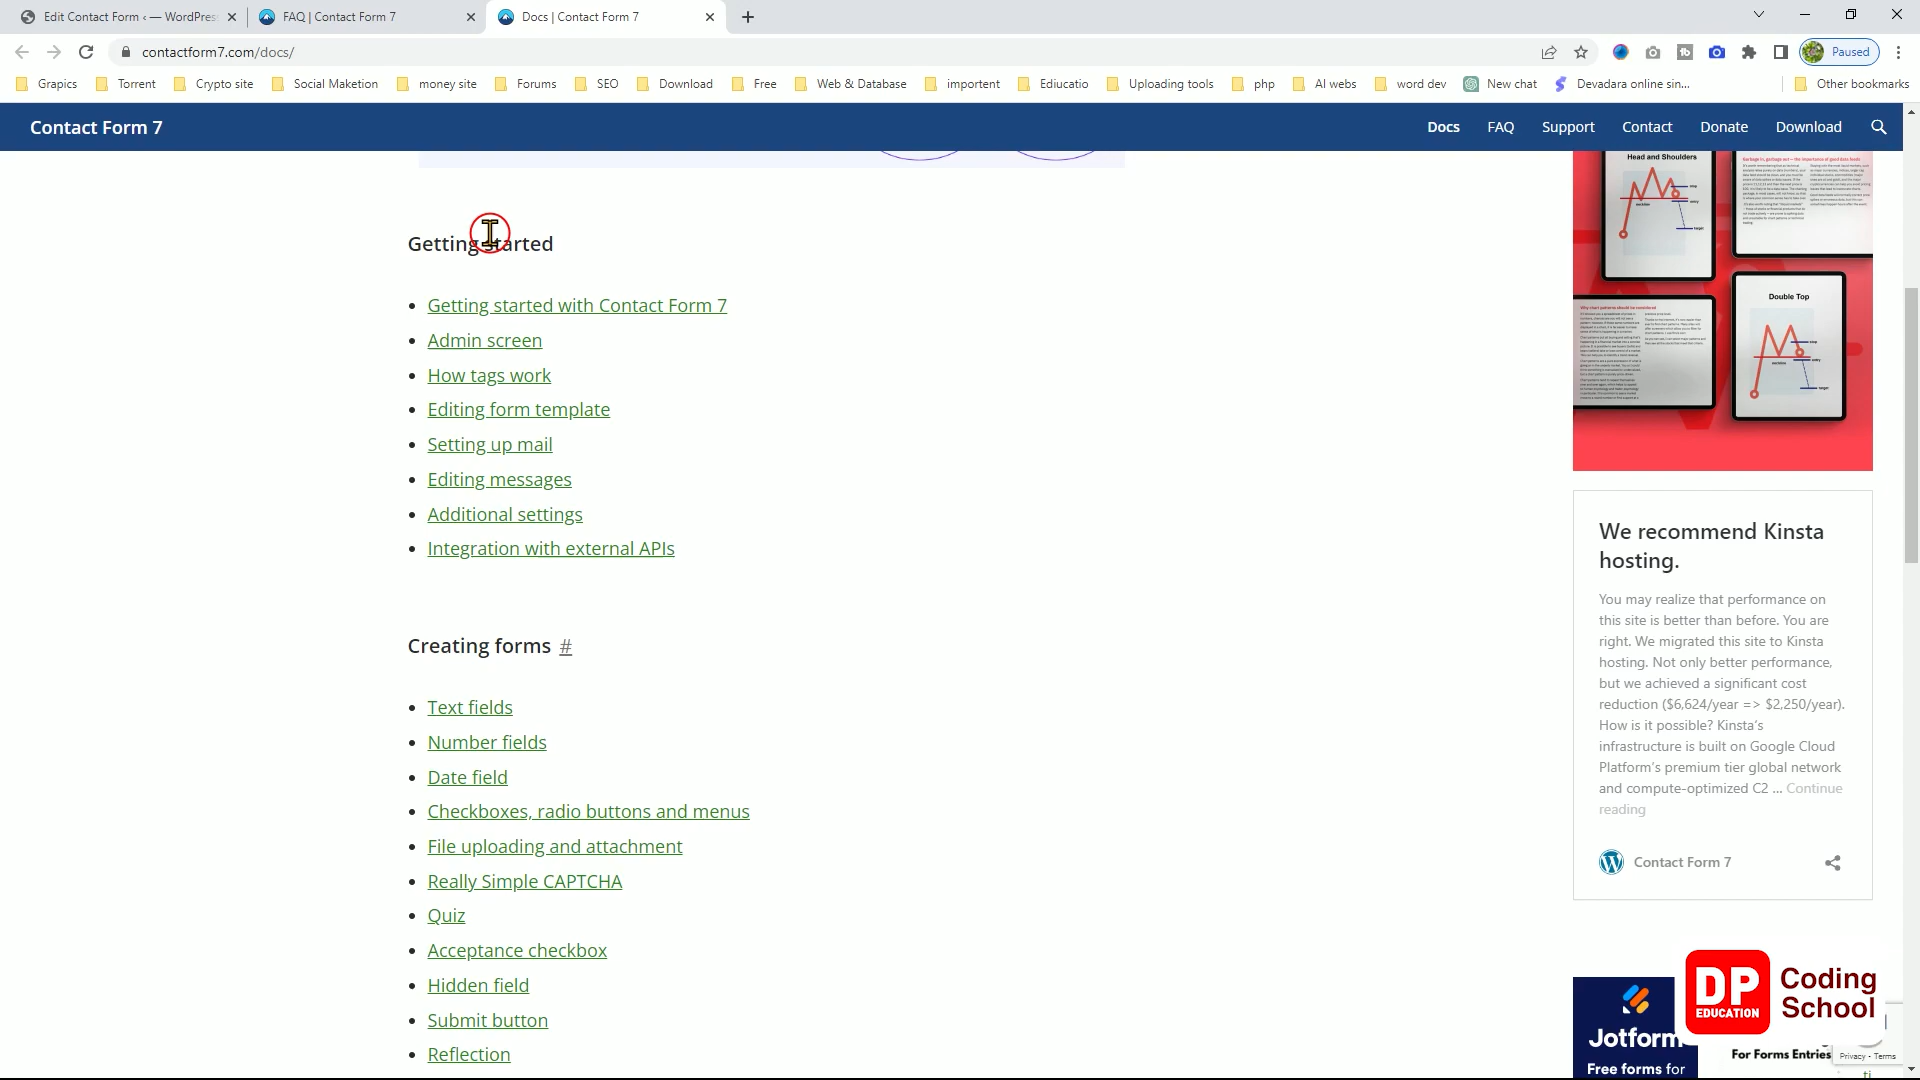 Edit Contact Form ‹ — WordPres
FAQ | Contact Form 7
Docs | Contact Form 7
contactform7.com/docs/
Paused
Grapics
Torrent
Crypto site
Social Maketion
money site
Forums
SEO
Download
Free
Web & Database
importent
Educatio
Uploading tools
php
AI webs
word dev
New chat
Devadara online sin...
Other bookmarks
Contact Form 7
Docs
FAQ
Support
Contact
Donate
Download
Getting started
Getting started with Contact Form 7
Admin screen
How tags work
Editing form template
Setting up mail
Editing messages
Additional settings
Integration with external APIs
Creating forms #
Text fields
Number fields
Date field
Checkboxes, radio buttons and menus
File uploading and attachment
Really Simple CAPTCHA
Quiz
Acceptance checkbox
Hidden field
Submit button
Reflection
Head and Shoulders
Double Top
We recommend Kinsta
hosting.
You may realize that performance on
this site is better than before. You are
right. We migrated this site to Kinsta
hosting. Not only better performance,
but we achieved a significant cost
reduction ($6,624/year => $2,250/year).
How is it possible? Kinsta's
infrastructure is built on Google Cloud
Platform's premium tier global network
and compute-optimized C2 ... Continue
reading
Contact Form 7
DP
EDUCATION
Coding
School
Jotform
Free forms for
For Forms Entries
Privacy - Terms